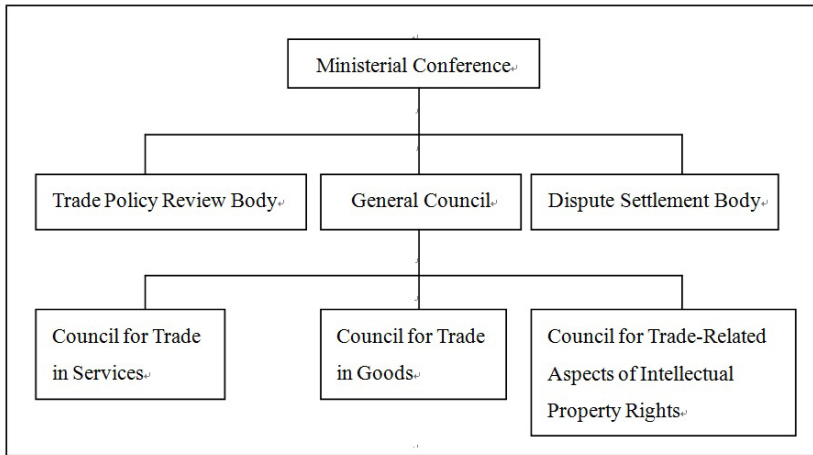 Ministerial Conference
Trade Policy Review Body
General Council
Dispute Settlement Body
Council for Trade
in Services
Council for Trade
in Goods
Council for Trade-Related
Aspects of Intellectual
Property Rights